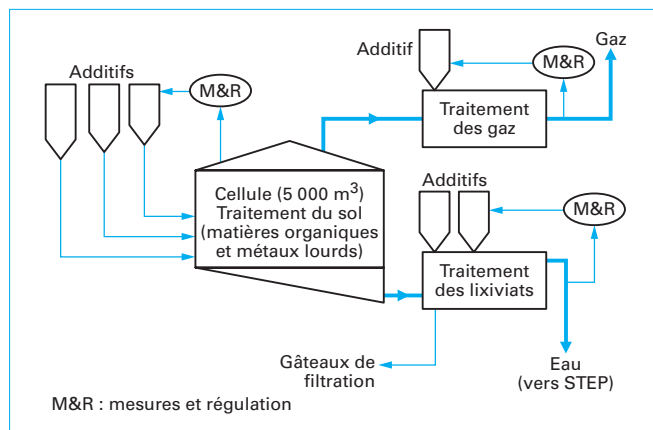 Additif
Gaz
Additifs
M&R
M&R
Traitement
des gaz
Cellule (5 000 m³)
Traitement du sol
(matières organiques
et métaux lourds)
Additifs
M&R
Traitement
des lixiviats
Gâteaux de
filtration
Eau
(vers STEP)
M&R : mesures et régulation